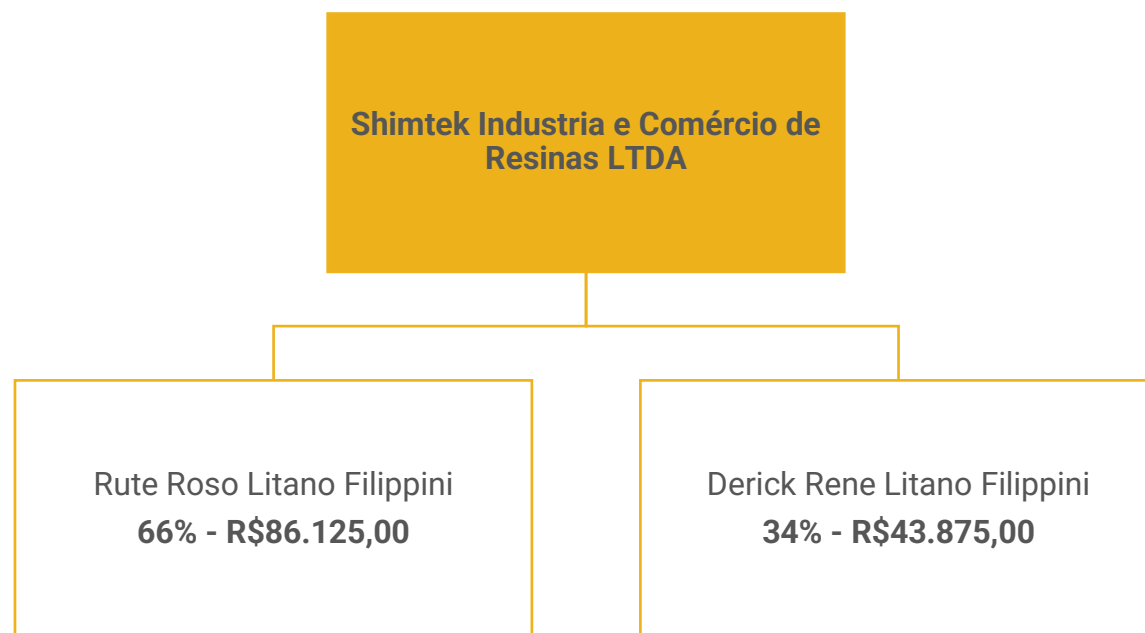 Shimtek Industria e Comércio de
Resinas LTDA
Rute Roso Litano Filippini
66% - R$86.125,00
Derick Rene Litano Filippini
34% - R$43.875,00